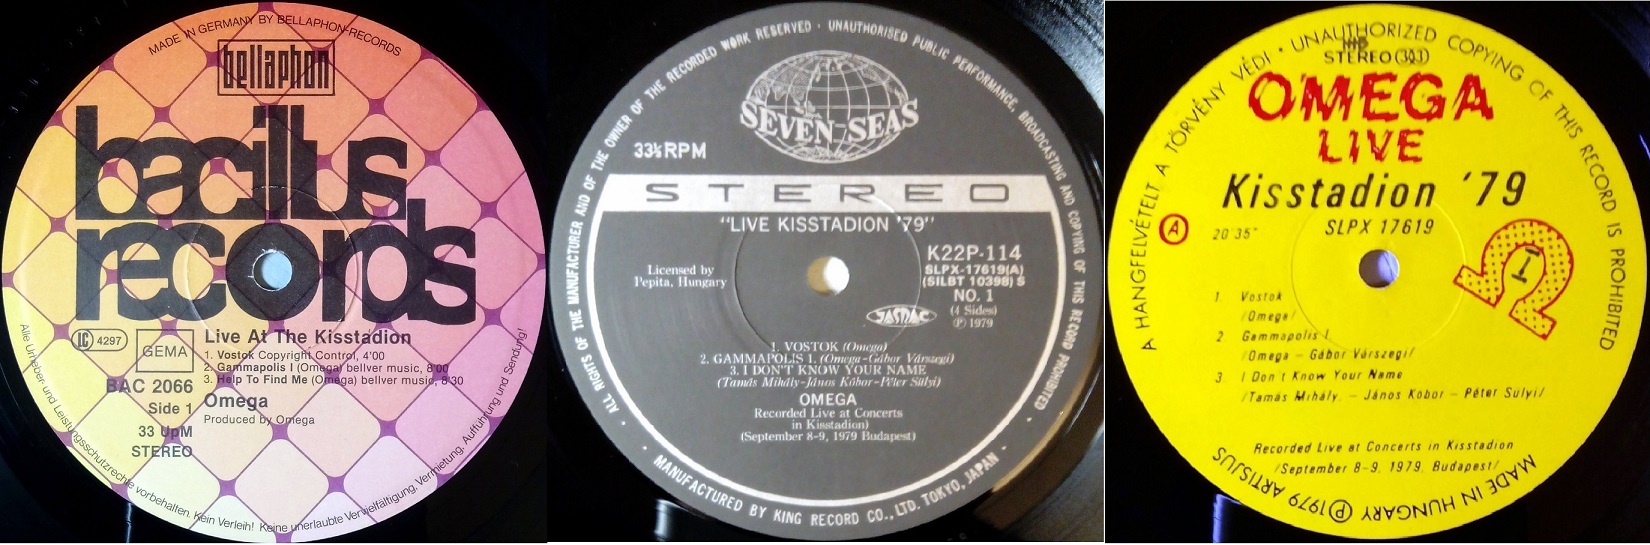 MADE IN GERMANY BY BELLAPHON-RECORDS
bellaphon
bacillus
records
LC 4297
GEMA
Live At The Kisstadion
1. Vostok Copyright Control, 4'00
2. Gammapolis I (Omega) bellver music, 8'00
3. Help To Find Me (Omega) bellver music, 8'30
BAC 2066
Omega
Side 1
Produced by Omega
33 UpM
STEREO
Alle Urheber- und Leistungsschutzrechte vorbehalten. Kein Verleih! Keine unerlaubte Vervielfältigung, Vermietung, Aufführung und Sendung!
ALL RIGHTS OF THE MANUFACTURER AND OF THE OWNER OF THE RECORDED WORK RESERVED · UNAUTHORISED PUBLIC PERFORMANCE, BROADCASTING AND COPYING OF THIS RECORD PROHIBITED ·
SEVEN SEAS
33⅓RPM
STEREO
"LIVE KISSTADION '79"
K22P-114
Licensed by
Pepita, Hungary
SLPX-17619(A)
(SILBT 10398) S
NO. 1
(4 Sides)
℗ 1979
JASRAC
1. VOSTOK (Omega)
2. GAMMAPOLIS 1. (Omega-Gábor Várszegi)
3. I DON'T KNOW YOUR NAME
(Tamás Mihály-János Kóbor-Péter Sülyi)
OMEGA
Recorded Live at Concerts
in Kisstadion)
(September 8-9, 1979 Budapest)
MANUFACTURED BY KING RECORD CO., LTD. TOKYO, JAPAN
A HANGFELVÉTELT A TÖRVÉNY VÉDI · UNAUTHORIZED COPYING OF THIS RECORD IS PROHIBITED
STEREO (33)
OMEGA
LIVE
Kisstadion '79
SLPX 17619
A
20'35"
I
1. Vostok
/Omega/
2. Gammapolis I
/Omega – Gábor Várszegi/
3. I Don't Know Your Name
/Tamás Mihály. – János Kobor – Péter Sülyi/
Recorded Live at Concerts in Kisstadion
/September 8-9. 1979. Budapest/
MADE IN HUNGARY ℗ 1979 ARTISJUS